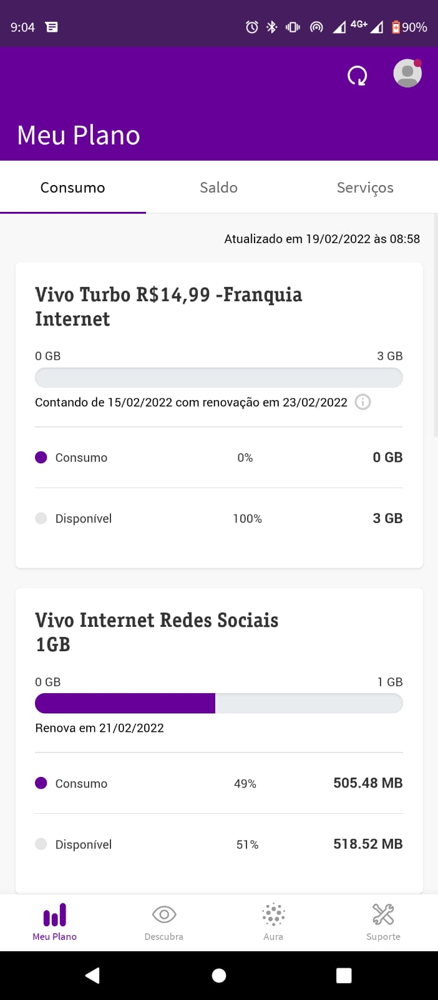 9:04
4G+
90%
Meu Plano
Consumo Saldo Serviços
Atualizado em 19/02/2022 às 08:58
Vivo Turbo R$14,99 -Franquia
Internet
0 GB 3 GB
Contando de 15/02/2022 com renovação em 23/02/2022
Consumo 0% 0 GB
Disponível 100% 3 GB
Vivo Internet Redes Sociais
1GB
0 GB 1 GB
Renova em 21/02/2022
Consumo 49% 505.48 MB
Disponível 51% 518.52 MB
Meu Plano Descubra Aura Suporte